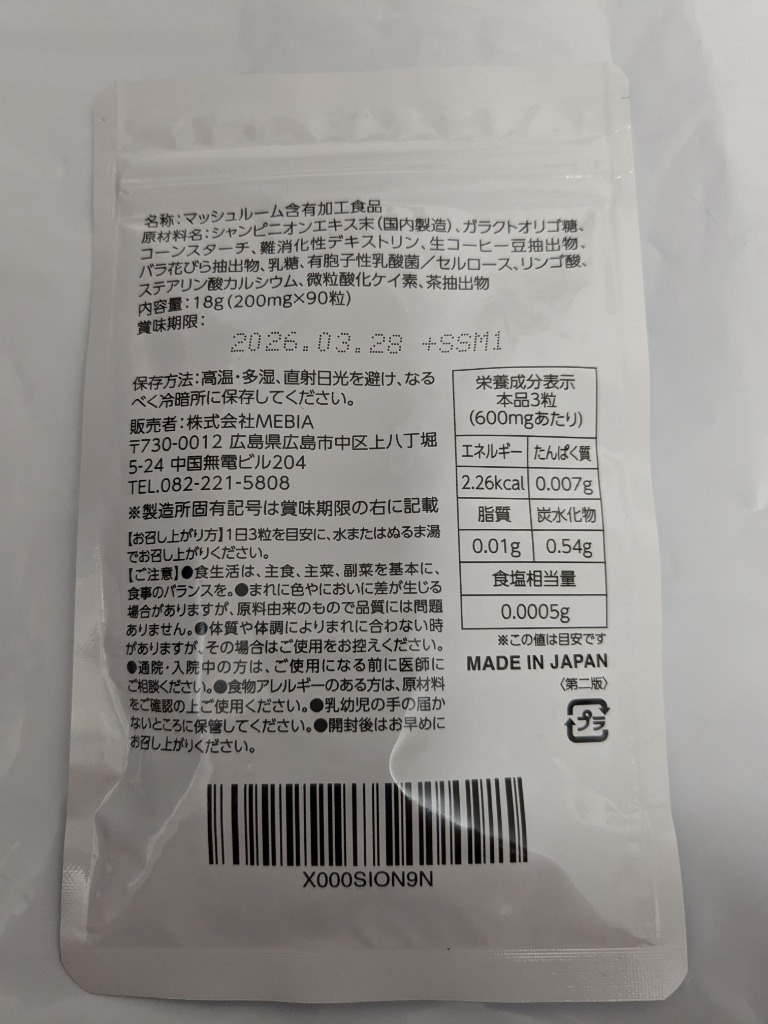 名称：マッシュルーム含有加工食品
原材料名：シャンピニオンエキス末（国内製造）、ガラクトオリゴ糖、
コーンスターチ、難消化性デキストリン、生コーヒー豆抽出物、
バラ花びら抽出物、乳糖、有胞子性乳酸菌／セルロース、リンゴ酸、
ステアリン酸カルシウム、微粒酸化ケイ素、茶抽出物
内容量：18g（200mg×90粒）
賞味期限：
2026.03.28 +SSM1
保存方法：高温・多湿、直射日光を避け、なる
べく冷暗所に保存してください。
販売者：株式会社MEBIA
〒730-0012 広島県広島市中区上八丁堀
5-24 中国無電ビル204
TEL.082-221-5808
※製造所固有記号は賞味期限の右に記載
【お召し上がり方】1日3粒を目安に、水またはぬるま湯
でお召し上がりください。
【ご注意】●食生活は、主食、主菜、副菜を基本に、
食事のバランスを。●まれに色やにおいに差が生じる
場合がありますが、原料由来のもので品質には問題
ありません。●体質や体調によりまれに合わない時
がありますが、その場合はご使用をお控えください。
●通院・入院中の方は、ご使用になる前に医師に
ご相談ください。●食物アレルギーのある方は、原材料
をご確認の上ご使用ください。●乳幼児の手の届か
ないところに保管してください。●開封後はお早めに
お召し上がりください。
栄養成分表示
本品3粒
（600mgあたり）
エネルギー たんぱく質
2.26kcal 0.007g
脂質 炭水化物
0.01g 0.54g
食塩相当量
0.0005g
※この値は目安です
MADE IN JAPAN
〈第二版〉
プラ
X000SION9N